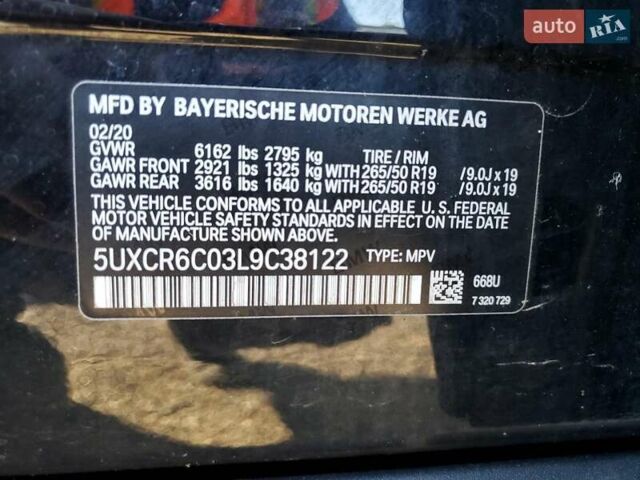 auto RIA
.com
MFD BY BAYERISCHE MOTOREN WERKE AG
02/20
GVWR 6162 lbs 2795 kg TIRE / RIM
GAWR FRONT 2921 lbs 1325 kg WITH 265/50 R19 /9.0J x 19
GAWR REAR 3616 lbs 1640 kg WITH 265/50 R19 /9.0J x 19
THIS VEHICLE CONFORMS TO ALL APPLICABLE U. S. FEDERAL
MOTOR VEHICLE SAFETY STANDARDS IN EFFECT ON THE DATE
OF MANUFACTURE SHOWN ABOVE.
5UXCR6C03L9C38122 TYPE: MPV
668U
7 320 729